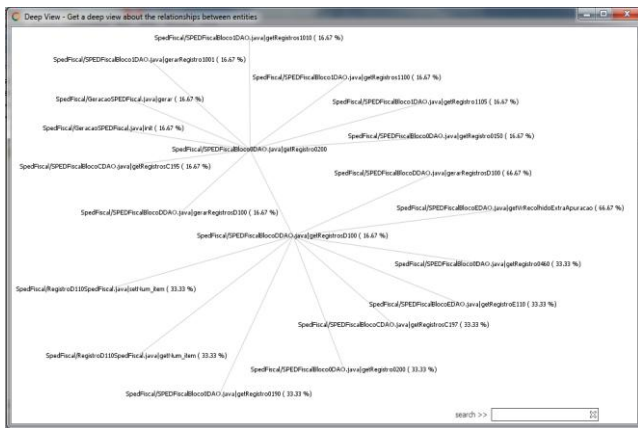 Deep View - Get a deep view about the relationships between entities
SpedFiscal/SPEDFiscalBloco1DAO.java|getRegistros1010 ( 16.67 %)
SpedFiscal/SPEDFiscalBloco1DAO.java|gerarRegistro1001 ( 16.67 %)
SpedFiscal/SPEDFiscalBloco1DAO.java|getRegistros1100 ( 16.67 %)
SpedFiscal/GeracaoSPEDFiscal.java|gerar ( 16.67 %)
SpedFiscal/SPEDFiscalBloco1DAO.java|getRegistro1105 ( 16.67 %)
SpedFiscal/GeracaoSPEDFiscal.java|init ( 16.67 %)
SpedFiscal/SPEDFiscalBloco0DAO.java|getRegistro0150 ( 16.67 %)
SpedFiscal/SPEDFiscalBloco0DAO.java|getRegistro0200
SpedFiscal/SPEDFiscalBlocoCDAO.java|getRegistrosC195 ( 16.67 %)
SpedFiscal/SPEDFiscalBlocoDDAO.java|gerarRegistrosD100 ( 66.67 %)
SpedFiscal/SPEDFiscalBlocoDDAO.java|gerarRegistrosD100 ( 16.67 %)
SpedFiscal/SPEDFiscalBlocoEDAO.java|getVlrRecolhidoExtraApuracao ( 66.67 %)
SpedFiscal/SPEDFiscalBlocoDDAO.java|getRegistrosD100 ( 16.67 %)
SpedFiscal/SPEDFiscalBloco0DAO.java|getRegistro0460 ( 33.33 %)
SpedFiscal/RegistroD110SpedFiscal.java|setNum_item ( 33.33 %)
SpedFiscal/SPEDFiscalBlocoEDAO.java|getRegistroE110 ( 33.33 %)
SpedFiscal/SPEDFiscalBlocoCDAO.java|getRegistrosC197 ( 33.33 %)
SpedFiscal/RegistroD110SpedFiscal.java|getNum_item ( 33.33 %)
SpedFiscal/SPEDFiscalBloco0DAO.java|getRegistro0200 ( 33.33 %)
SpedFiscal/SPEDFiscalBloco0DAO.java|getRegistro0190 ( 33.33 %)
search >>